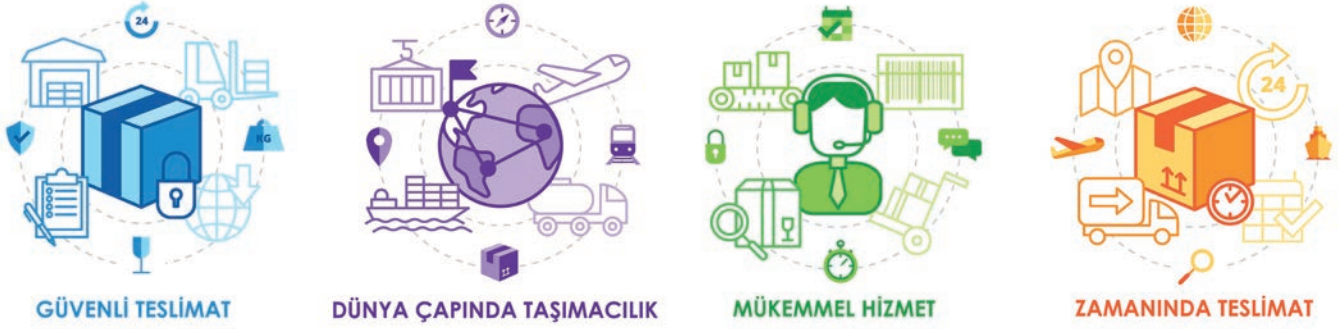 24
KG
24
GÜVENLİ TESLİMAT
DÜNYA ÇAPINDA TAŞIMACILIK
MÜKEMMEL HİZMET
ZAMANINDA TESLİMAT